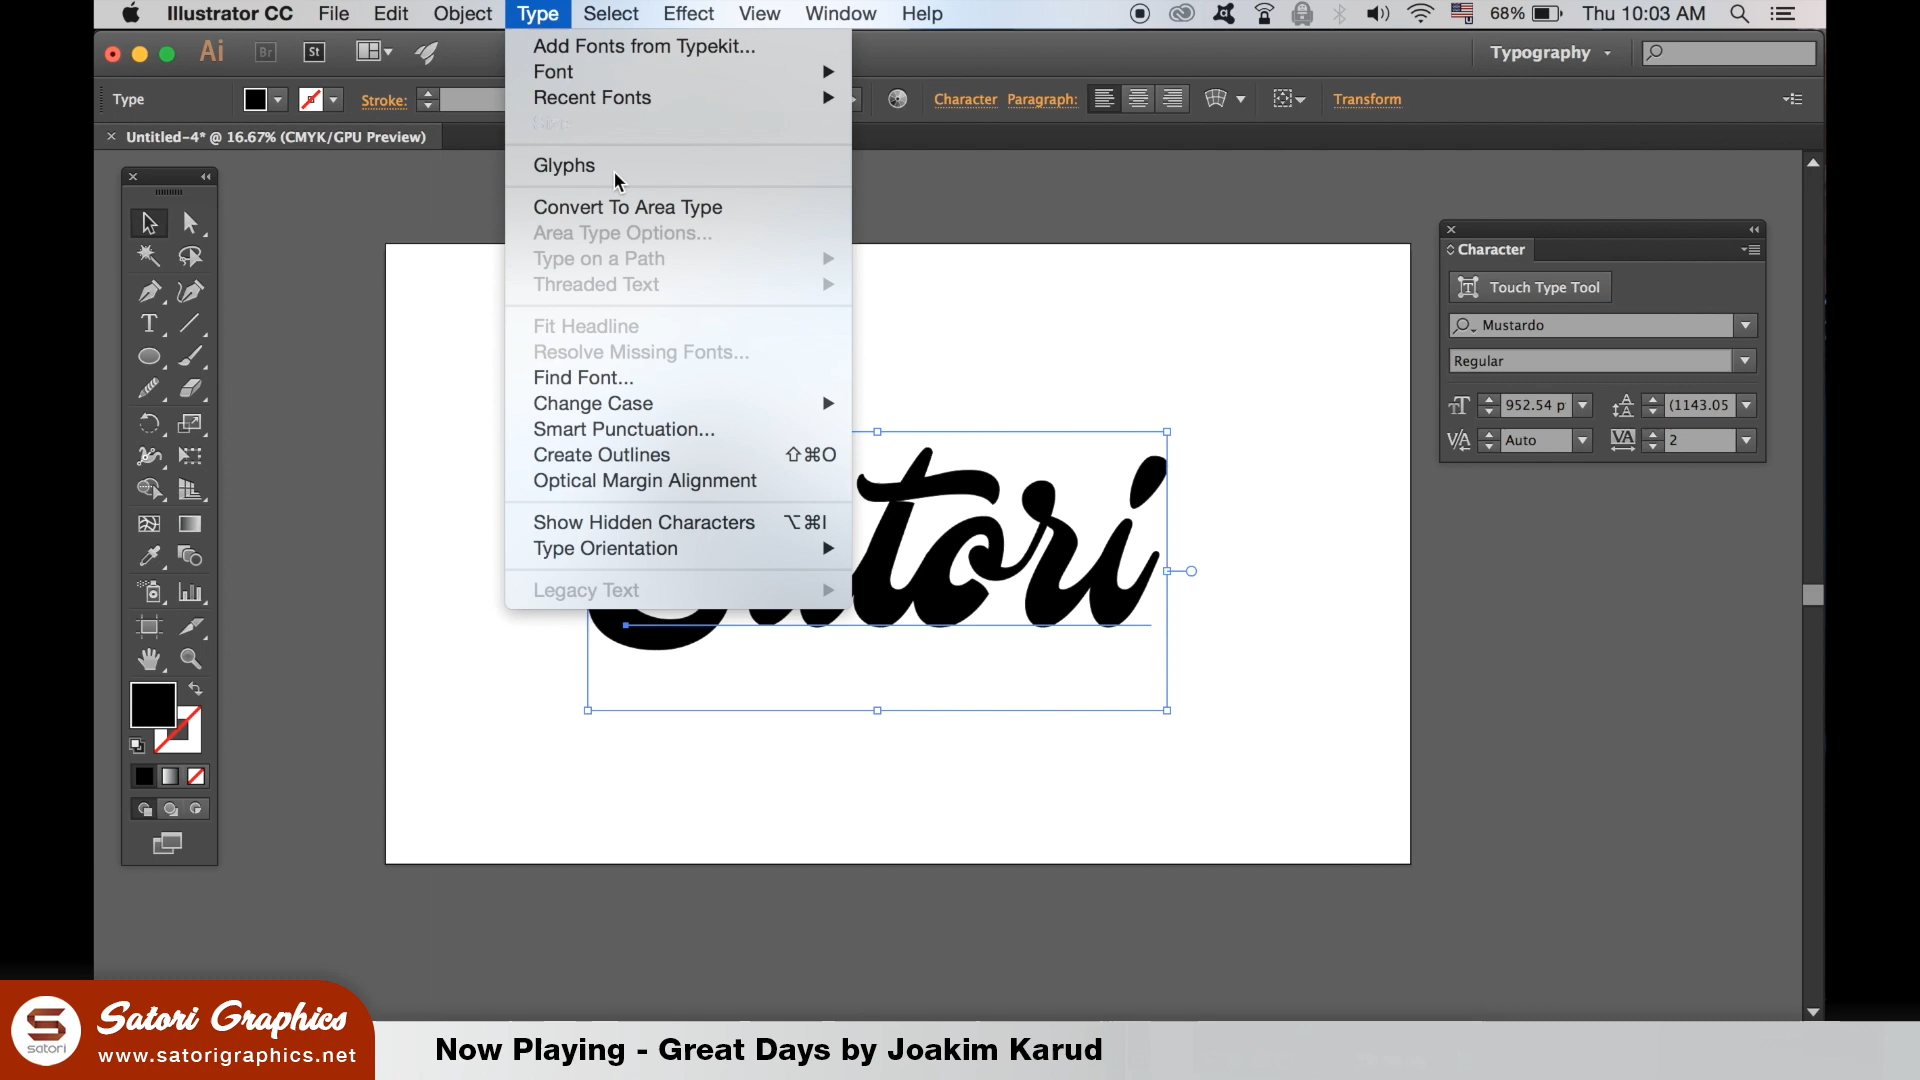 Illustrator CC File Edit Object Type Select Effect View Window Help 68% Thu 10:03 AM
Ai Br St Typography
Type Stroke: Character Paragraph: Transform
× Untitled-4* @ 16.67% (CMYK/GPU Preview)
Add Fonts from Typekit...
Font
Recent Fonts
Size
Glyphs
Convert To Area Type
Area Type Options...
Type on a Path
Threaded Text
Fit Headline
Resolve Missing Fonts...
Find Font...
Change Case
Smart Punctuation...
Create Outlines ⇧⌘O
Optical Margin Alignment
Show Hidden Characters ⌥⌘I
Type Orientation
Legacy Text
Character
Touch Type Tool
Mustardo
Regular
952.54 p (1143.05
Auto 2
tori
Satori Graphics
satori
www.satorigraphics.net
Now Playing - Great Days by Joakim Karud